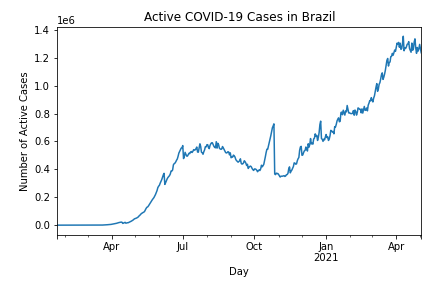 Active COVID-19 Cases in Brazil
1e6
1.4
1.2
1.0
0.8
0.6
0.4
0.2
0.0
Number of Active Cases
Apr Jul Oct Jan Apr
2021
Day